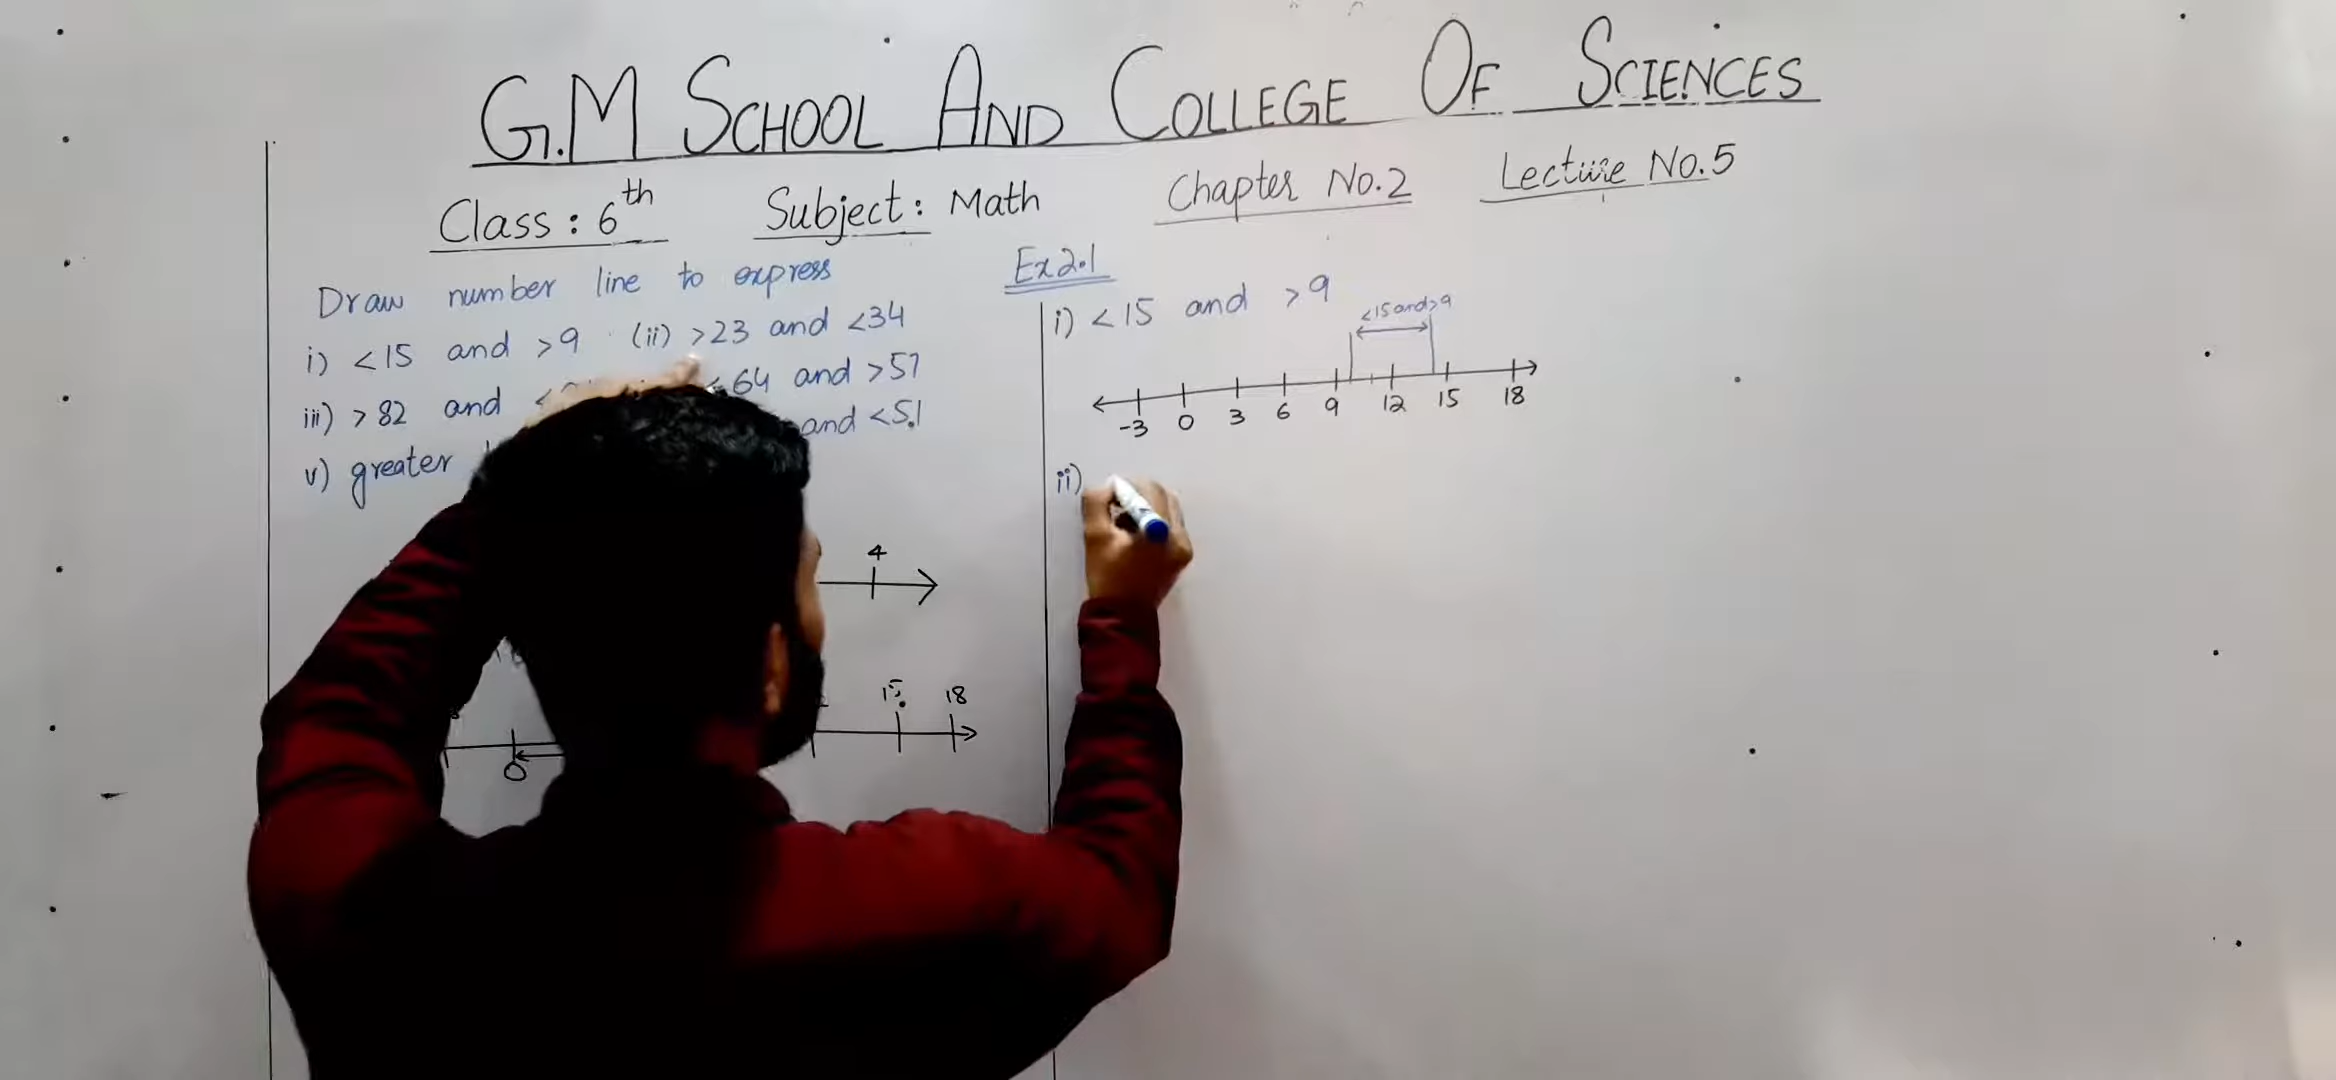 G.M SCHOOL AND COLLEGE OF SCIENCES
Class: 6th Subject: Math Chapter No.2 Lecture No.5
Draw number line to express
i) <15 and >9 (ii) >23 and <34
iii) >82 and < 64 and >57
v) greater and <51
4
15 18
0
Ex2.1
i) <15 and >9
<15 and >9
-3 0 3 6 9 12 15 18
ii)